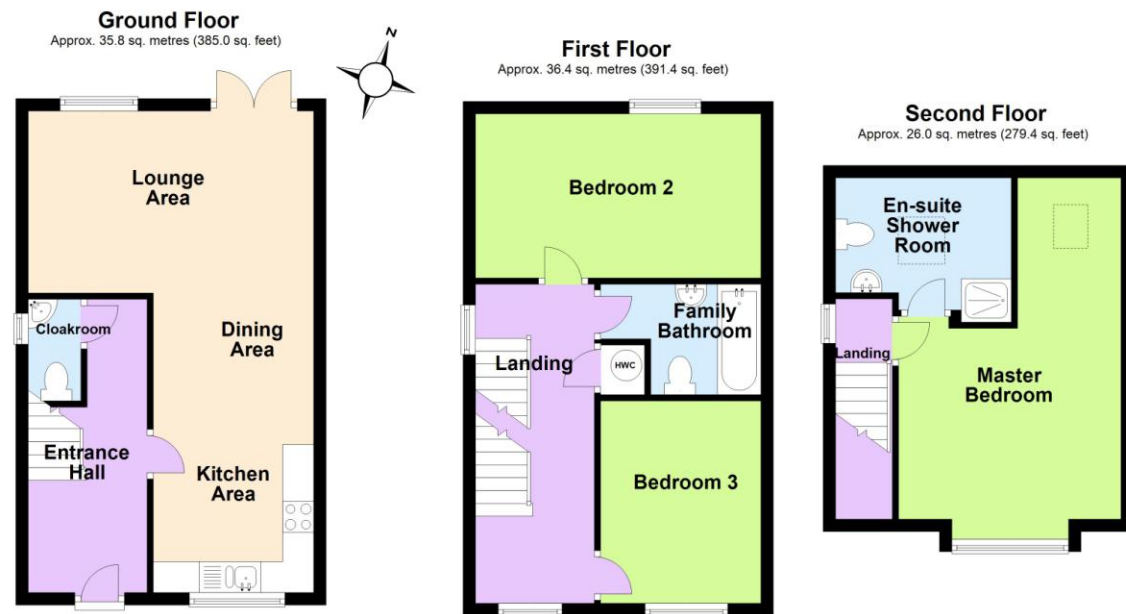 Ground Floor
Approx. 35.8 sq. metres (385.0 sq. feet)
N
Lounge
Area
Cloakroom
Dining
Area
Entrance
Hall
Kitchen
Area
First Floor
Approx. 36.4 sq. metres (391.4 sq. feet)
Bedroom 2
Family
Bathroom
Landing
HWC
Bedroom 3
Second Floor
Approx. 26.0 sq. metres (279.4 sq. feet)
En-suite
Shower
Room
Landing
Master
Bedroom